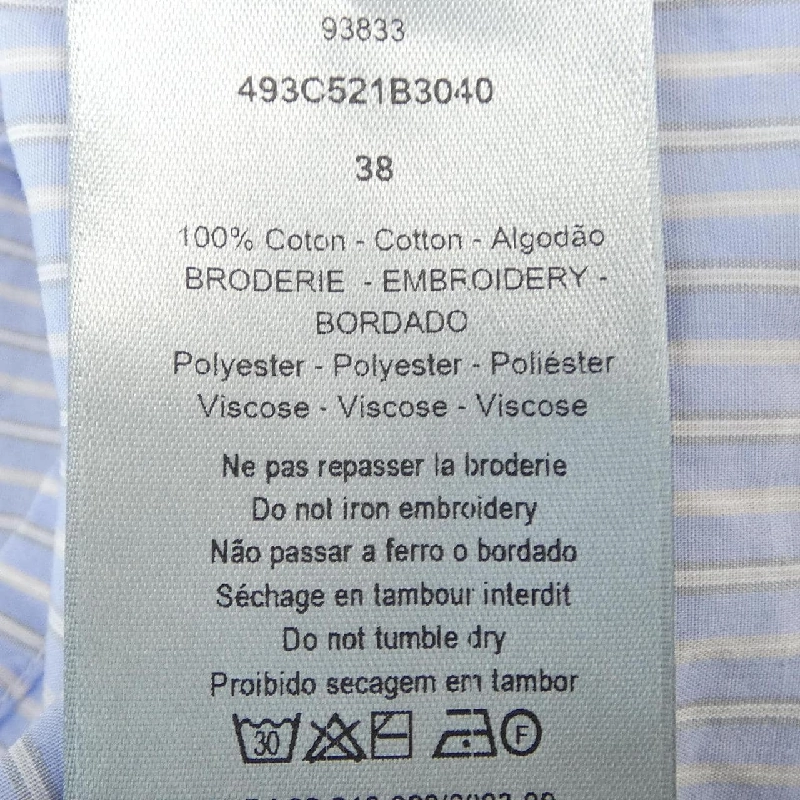 93833
493C521B3040
38
100% Coton - Cotton - Algodão
BRODERIE - EMBROIDERY -
BORDADO
Polyester - Polyester - Poliéster
Viscose - Viscose - Viscose
Ne pas repasser la broderie
Do not iron embroidery
Não passar a ferro o bordado
Séchage en tambour interdit
Do not tumble dry
Proibido secagem em tambor
30 F